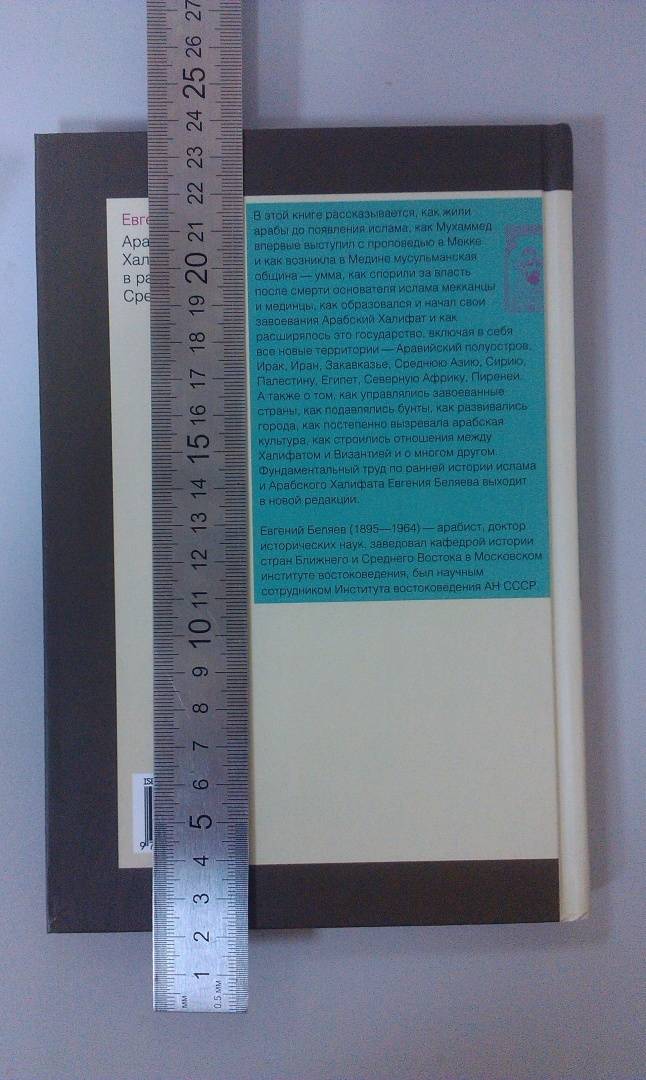 27
26
25
24
23
22
21
20
19
18
17
16
15
14
13
12
11
10
9
8
7
6
5
4
3
2
1
мм
0.5 мм
Евге
Ара
Хал
в ра
Сре
В этой книге рассказывается, как жили
арабы до появления ислама, как Мухаммед
впервые выступил с проповедью в Мекке
и как возникла в Медине мусульманская
община — умма, как спорили за власть
после смерти основателя ислама мекканцы
и мединцы, как образовался и начал свои
завоевания Арабский Халифат и как
расширялось это государство, включая в себя
все новые территории — Аравийский полуостров,
Ирак, Иран, Закавказье, Среднюю Азию, Сирию,
Палестину, Египет, Северную Африку, Пиренеи.
А также о том, как управлялись завоеванные
страны, как подавлялись бунты, как развивались
города, как постепенно вызревала арабская
культура, как строились отношения между
Халифатом и Византией и о многом другом.
Фундаментальный труд по ранней истории ислама
и Арабского Халифата Евгения Беляева выходит
в новой редакции.
Евгений Беляев (1895—1964) — арабист, доктор
исторических наук, заведовал кафедрой истории
стран Ближнего и Среднего Востока в Московском
институте востоковедения, был научным
сотрудником Института востоковедения АН СССР.
ISB
9